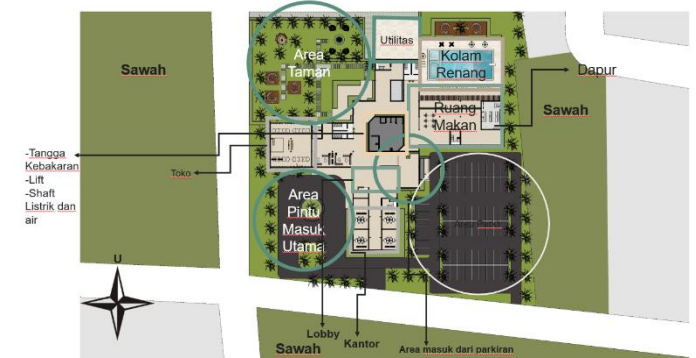 Sawah
Area
Taman
Utilitas
Kolam
Renang
Dapur
Ruang
Makan
Sawah
-Tangga
Kebakaran
-Lift
-Shaft
Listrik dan
air
Toko
Area
Pintu
Masuk
Utama
U
Lobby
Kantor
Sawah
Area masuk dari parkiran